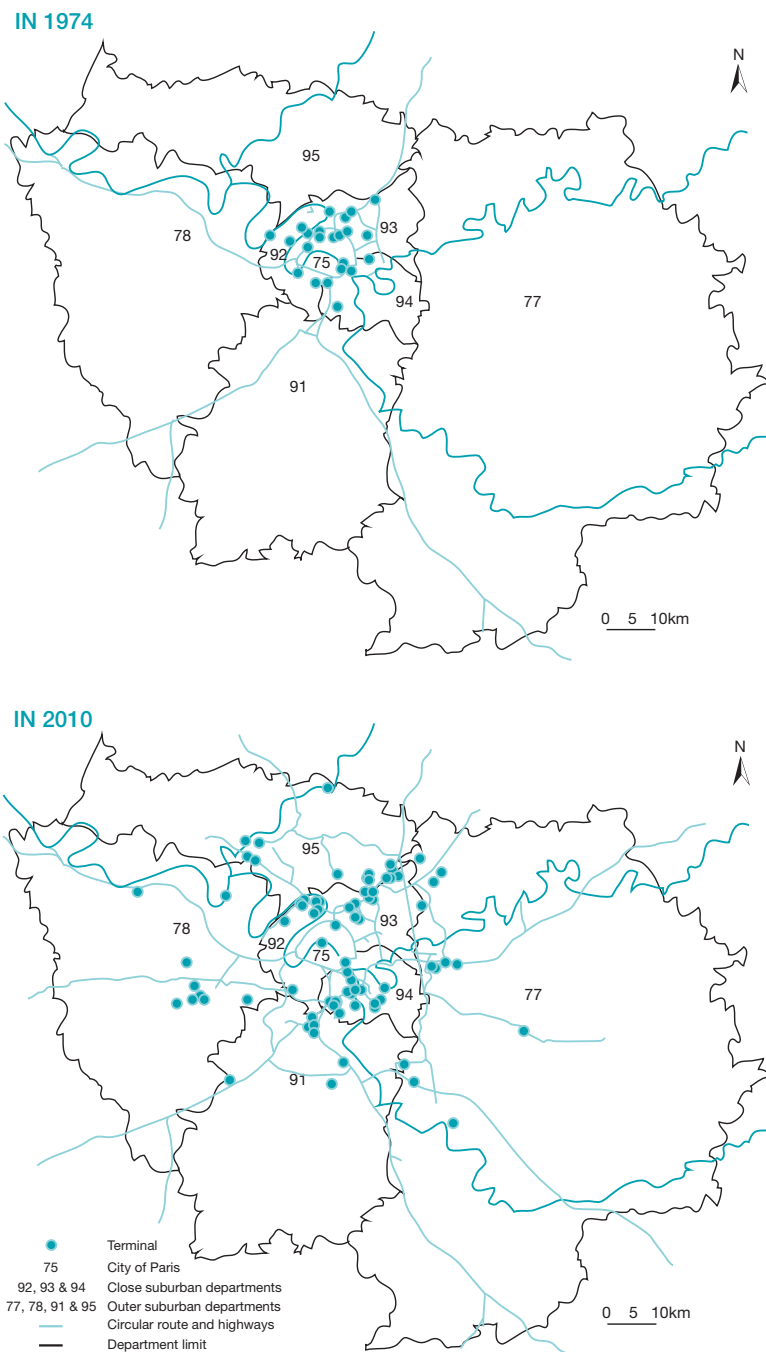 IN 1974
N
95
78
93
92
75
94
77
91
0 5 10km
IN 2010
N
95
78
93
92
75
94
77
91
Terminal
75 City of Paris
92, 93 & 94 Close suburban departments
77, 78, 91 & 95 Outer suburban departments
Circular route and highways
Department limit
0 5 10km